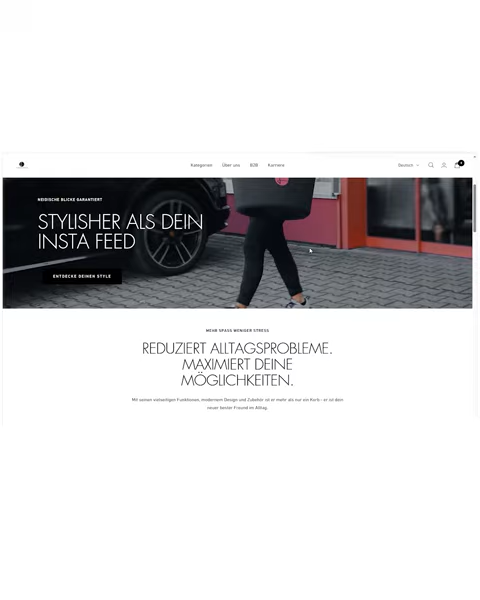 Kategorien Über uns B2B Karriere Deutsch 0
NEIDISCHE BLICKE GARANTIERT
STYLISHER ALS DEIN
INSTA FEED
ENTDECKE DEINEN STYLE
MEHR SPASS WENIGER STRESS
REDUZIERT ALLTAGSPROBLEME.
MAXIMIERT DEINE
MÖGLICHKEITEN.
Mit seinen vielseitigen Funktionen, modernem Design und Zubehör ist er mehr als nur ein Korb – er ist dein
neuer bester Freund im Alltag.